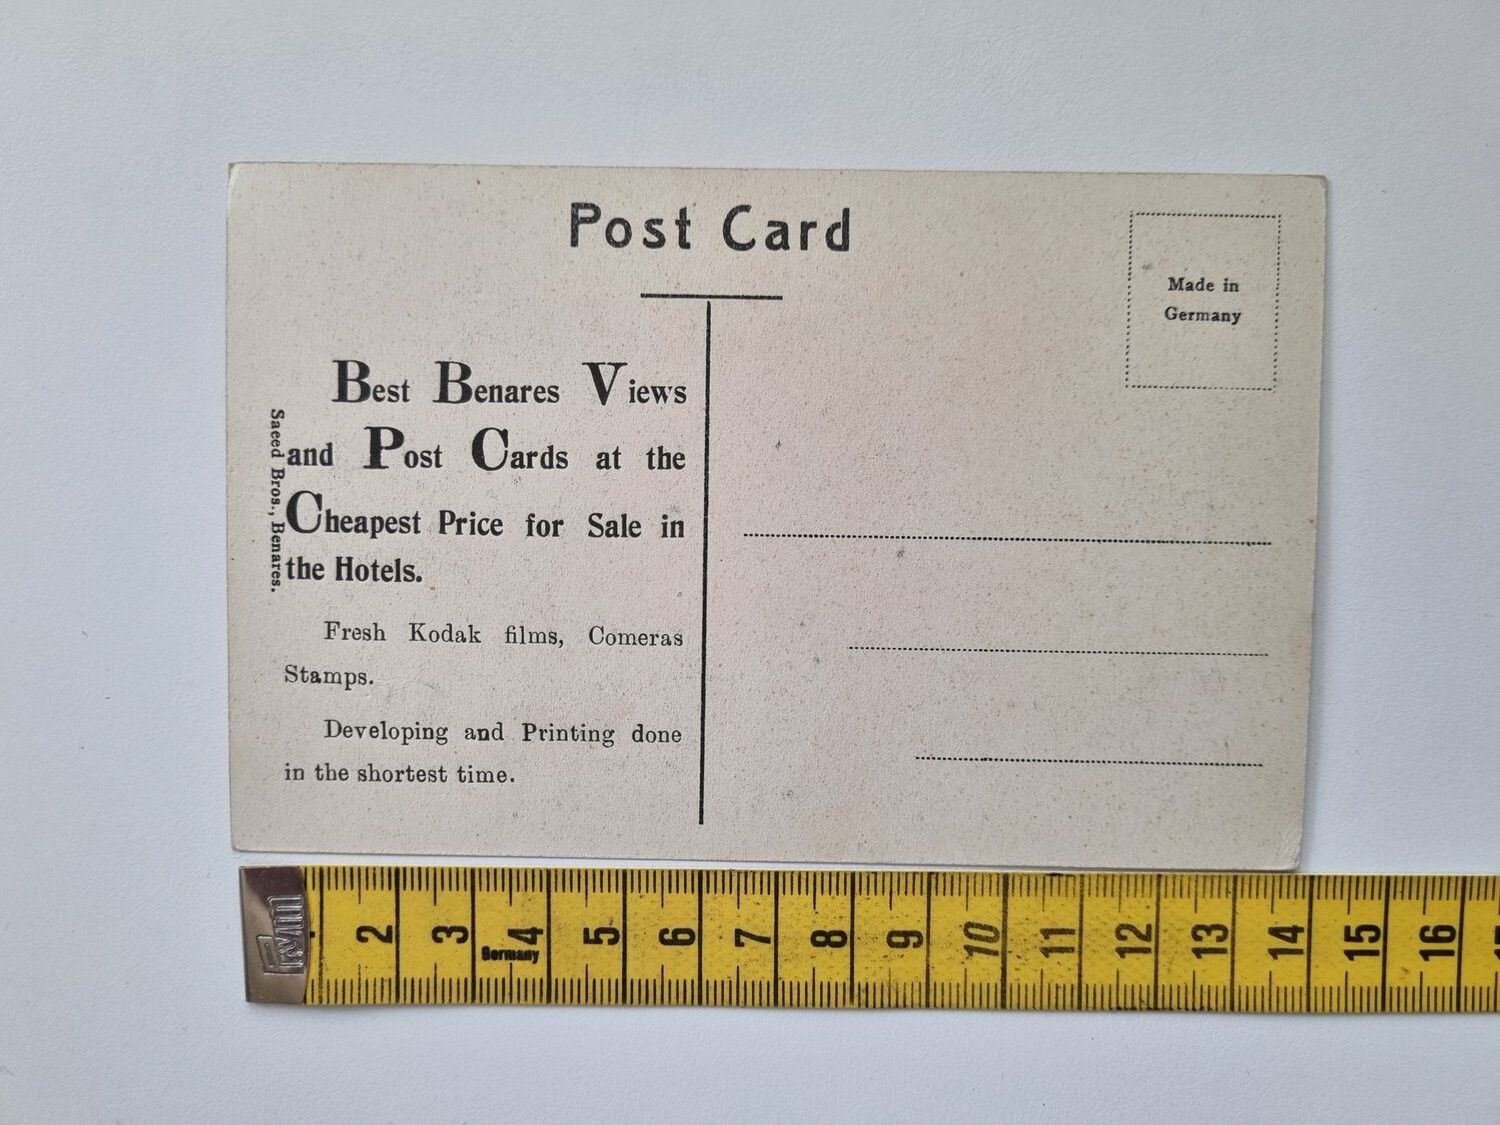 Post Card
Made in
Germany
Best Benares Views
and Post Cards at the
Cheapest Price for Sale in
the Hotels.
Fresh Kodak films, Comeras
Stamps.
Developing and Printing done
in the shortest time.
Saeed Bros., Benares.
prym
2 3 4 5 6 7 8 9 10 11 12 13 14 15 16
Germany